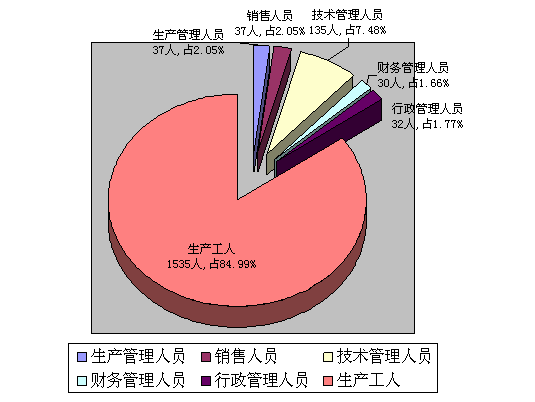 销售人员
37人, 占2.05%
技术管理人员
135人, 占7.48%
生产管理人员
37人, 占2.05%
财务管理人员
30人, 占1.66%
行政管理人员
32人, 占1.77%
生产工人
1535人, 占84.99%
生产管理人员 销售人员 技术管理人员
财务管理人员 行政管理人员 生产工人